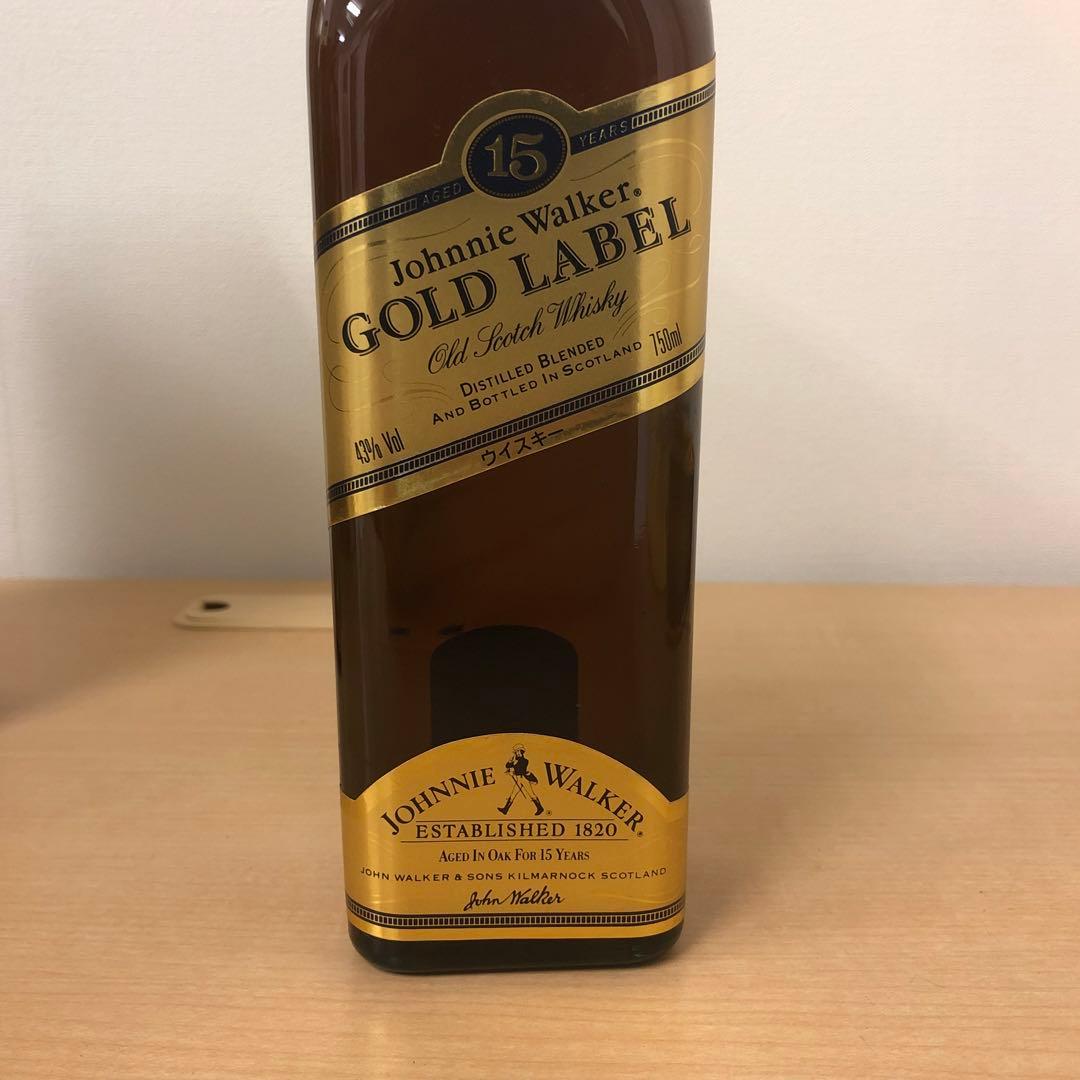 AGED 15 YEARS
Johnnie Walker®
GOLD LABEL
Old Scotch Whisky
DISTILLED BLENDED
AND BOTTLED IN SCOTLAND 750ml
43% Vol
ウイスキー
JOHNNIE WALKER®
ESTABLISHED 1820
AGED IN OAK FOR 15 YEARS
JOHN WALKER & SONS KILMARNOCK SCOTLAND
John Walker